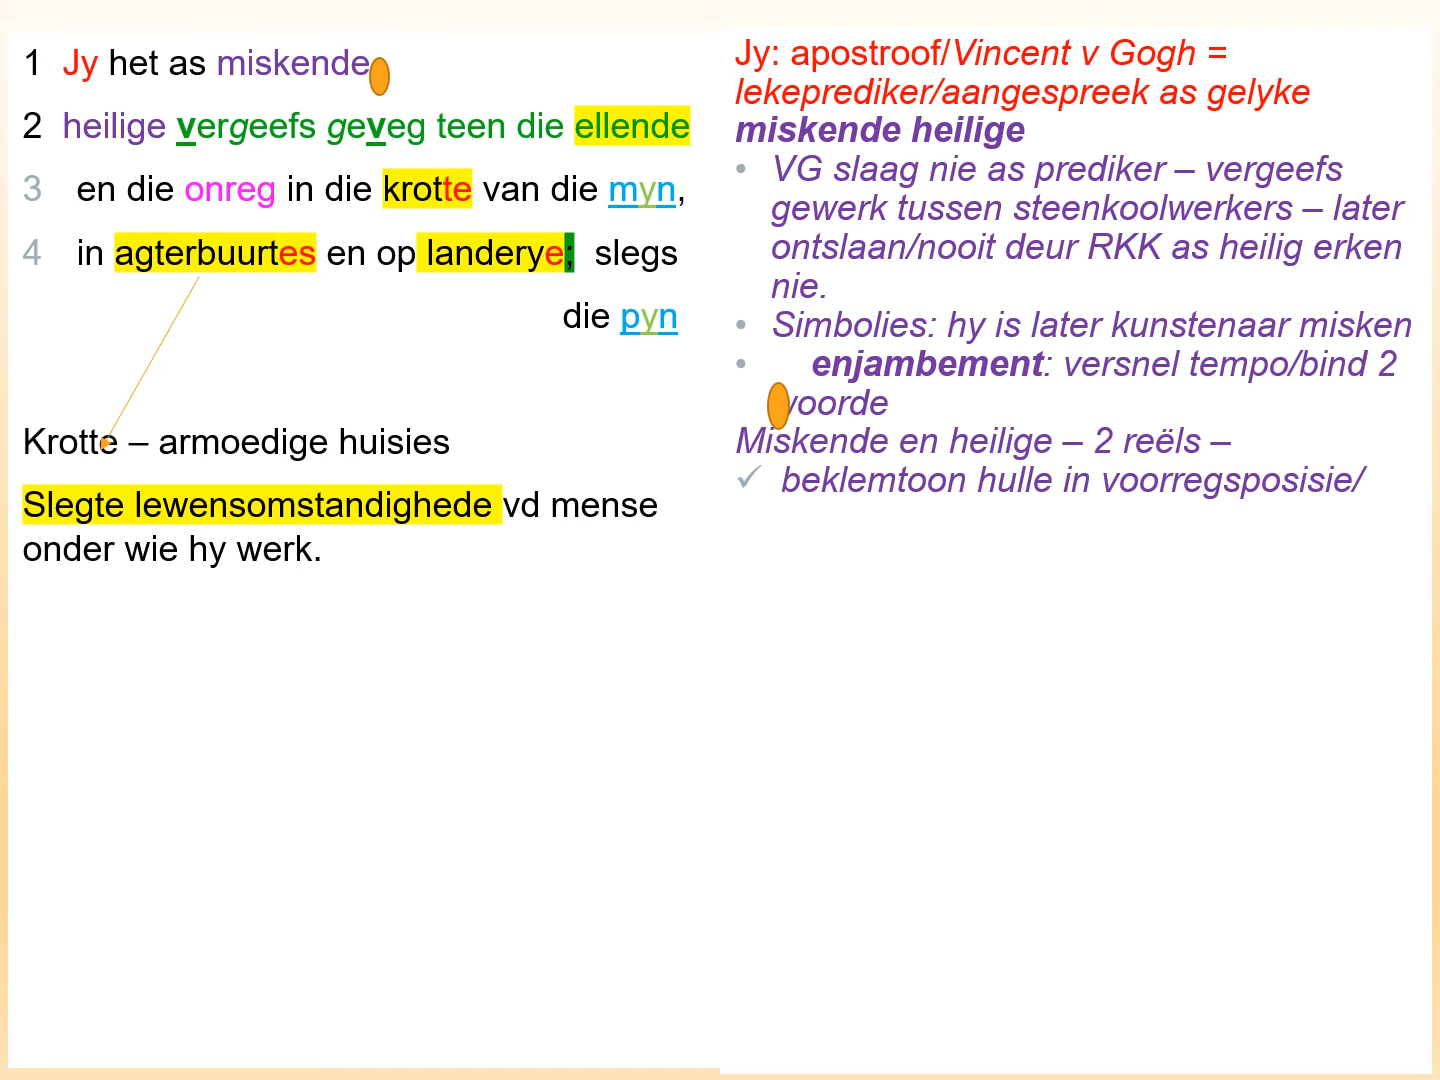 1 Jy het as miskende
2 heilige vergeefs geveg teen die ellende
3 en die onreg in die krotte van die myn,
4 in agterbuurtes en op landerye; slegs
die pyn
Krotte – armoedige huisies
Slegte lewensomstandighede vd mense
onder wie hy werk.
Jy: apostroof/Vincent v Gogh =
lekeprediker/aangespreek as gelyke
miskende heilige
• VG slaag nie as prediker – vergeefs
gewerk tussen steenkoolwerkers – later
ontslaan/nooit deur RKK as heilig erken
nie.
• Simbolies: hy is later kunstenaar misken
• enjambement: versnel tempo/bind 2
woorde
Miskende en heilige – 2 reëls –
✓ beklemtoon hulle in voorregsposisie/